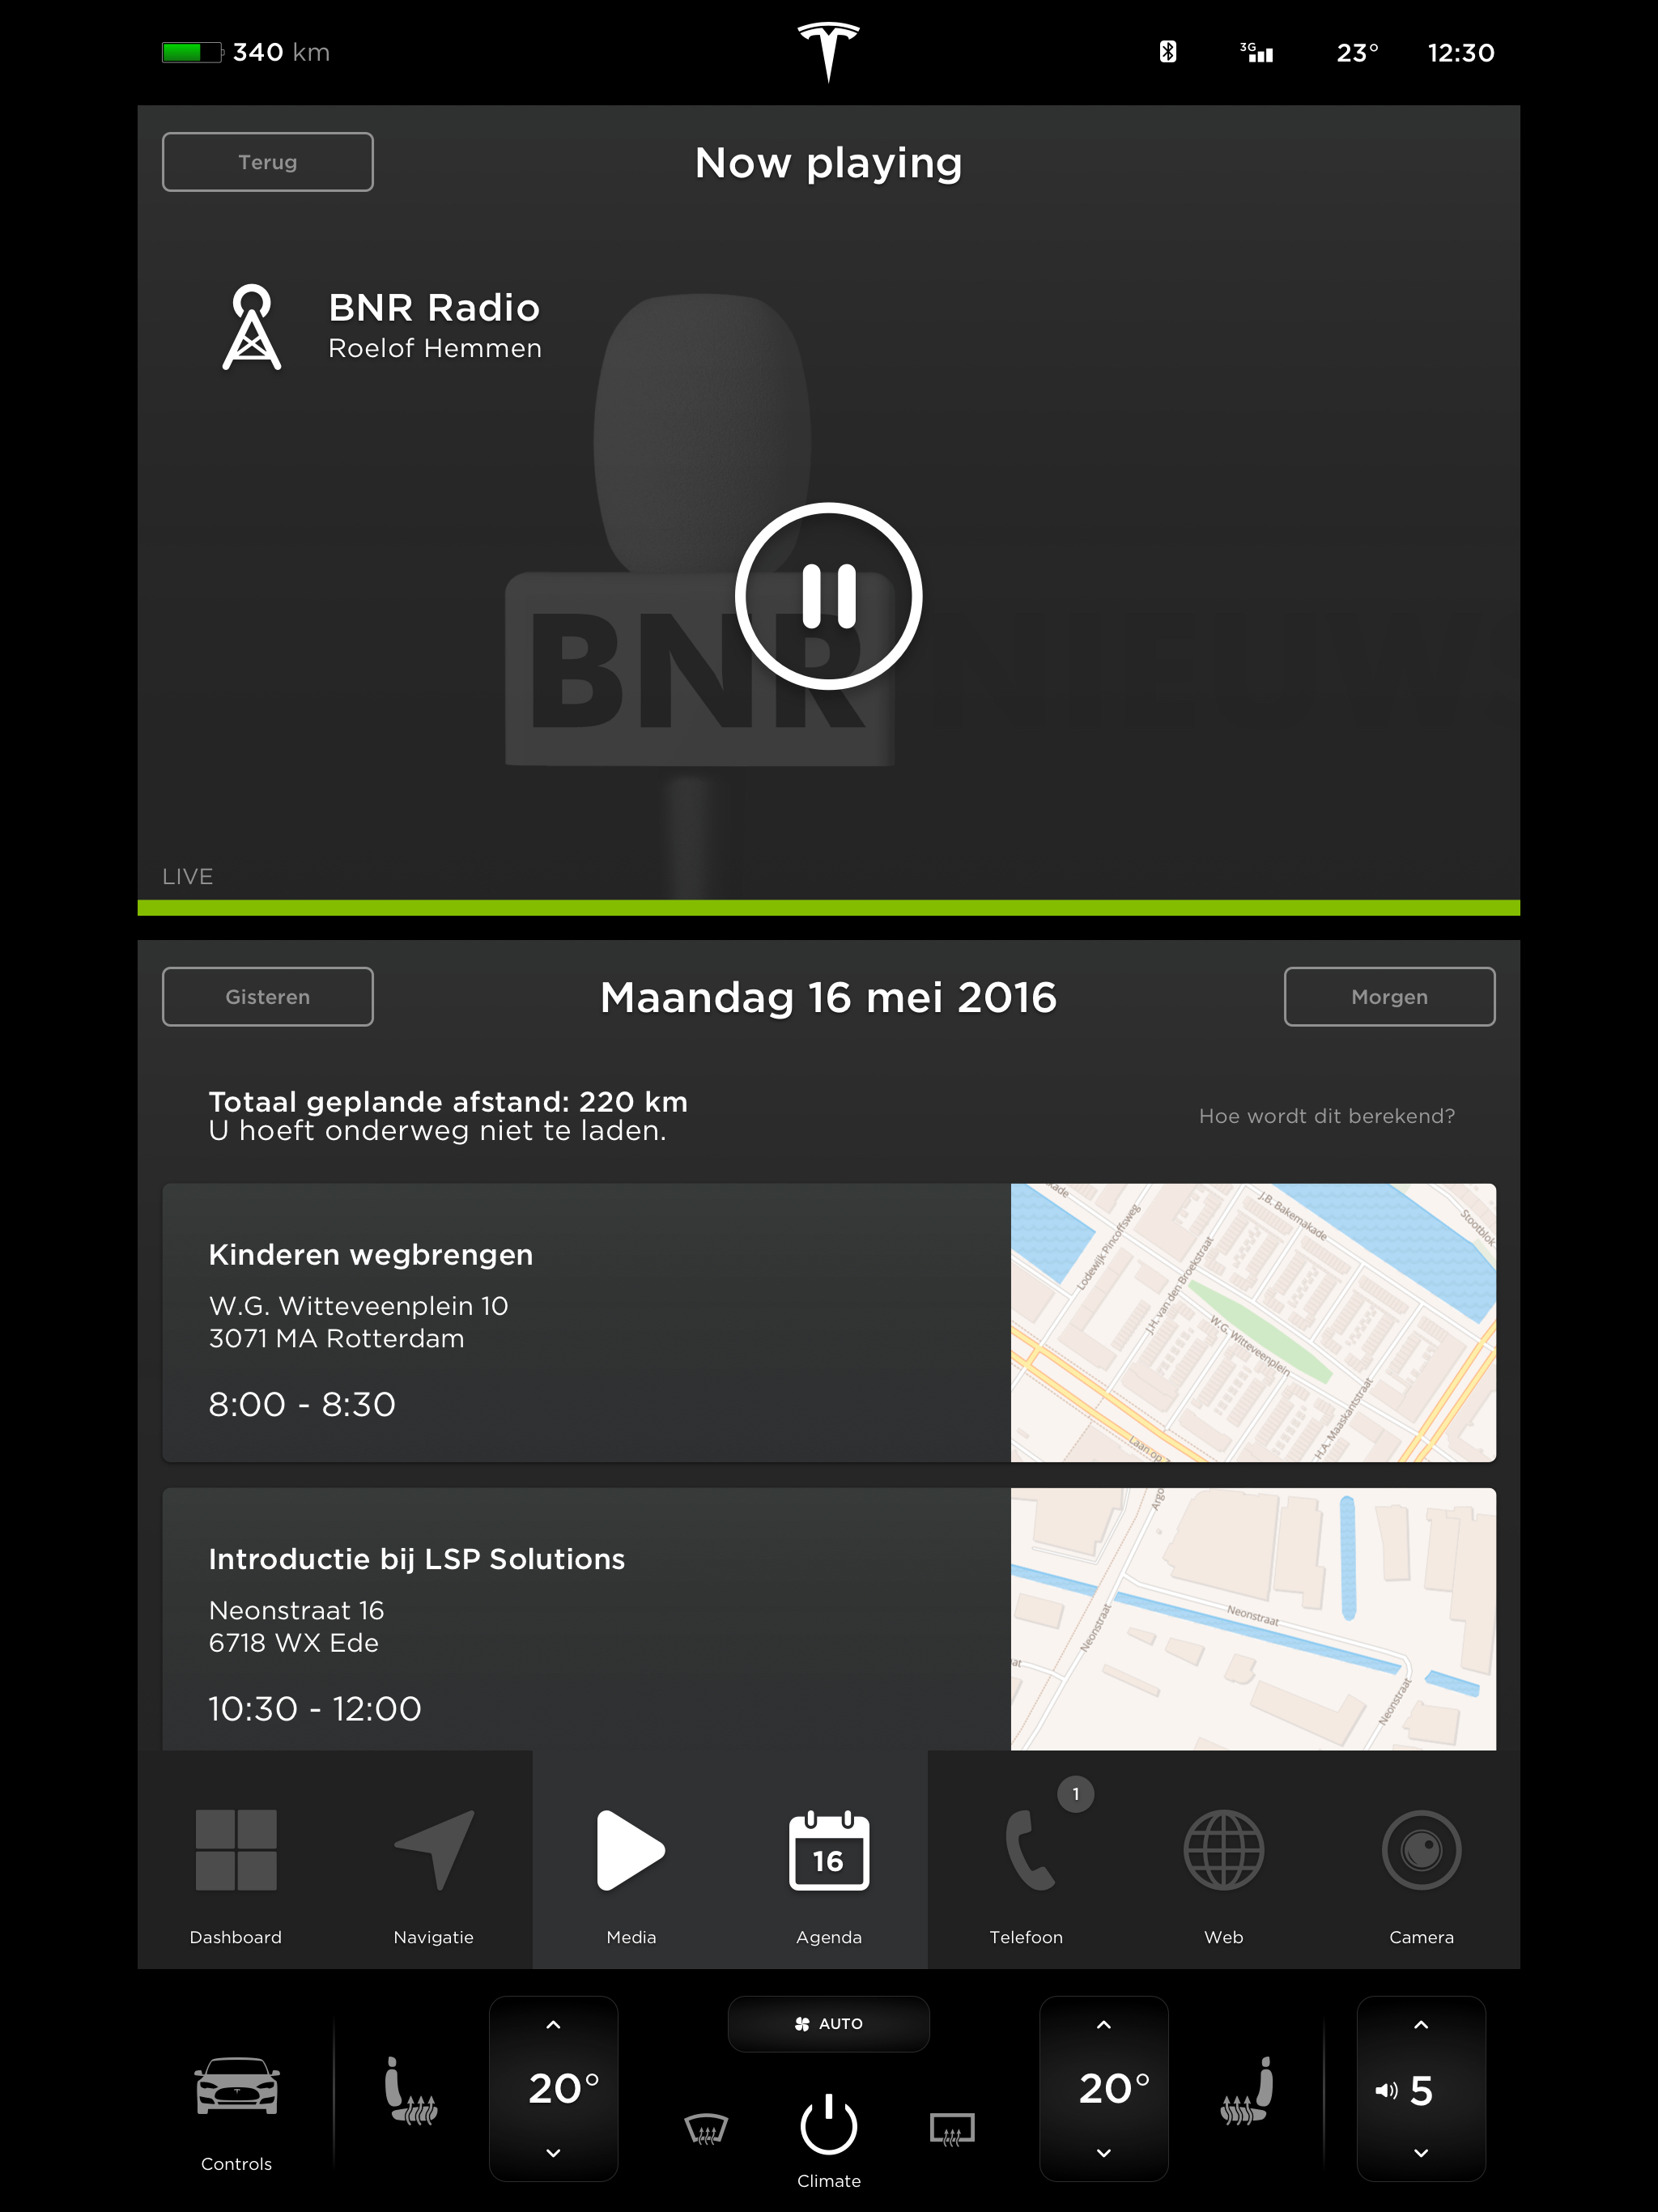 340 km
3G
23°
12:30
Terug
Now playing
BNR Radio
Roelof Hemmen
BNR NIEUWS
LIVE
Gisteren
Maandag 16 mei 2016
Morgen
Totaal geplande afstand: 220 km
U hoeft onderweg niet te laden.
Hoe wordt dit berekend?
Kinderen wegbrengen
W.G. Witteveenplein 10
3071 MA Rotterdam
8:00 - 8:30
kade
Lodewijk Pincoffsweg
J.B. Bakemakade
Stootblok
J.H. van den Broekstraat
W.G. Witteveenplein
H.A. Maaskantstraat
Laan op Z
Introductie bij LSP Solutions
Neonstraat 16
6718 WX Ede
10:30 - 12:00
Argo
Neonstraat
Neonstraat
Neonstraat
aat
1
16
Dashboard
Navigatie
Media
Agenda
Telefoon
Web
Camera
AUTO
20°
20°
5
Controls
Climate